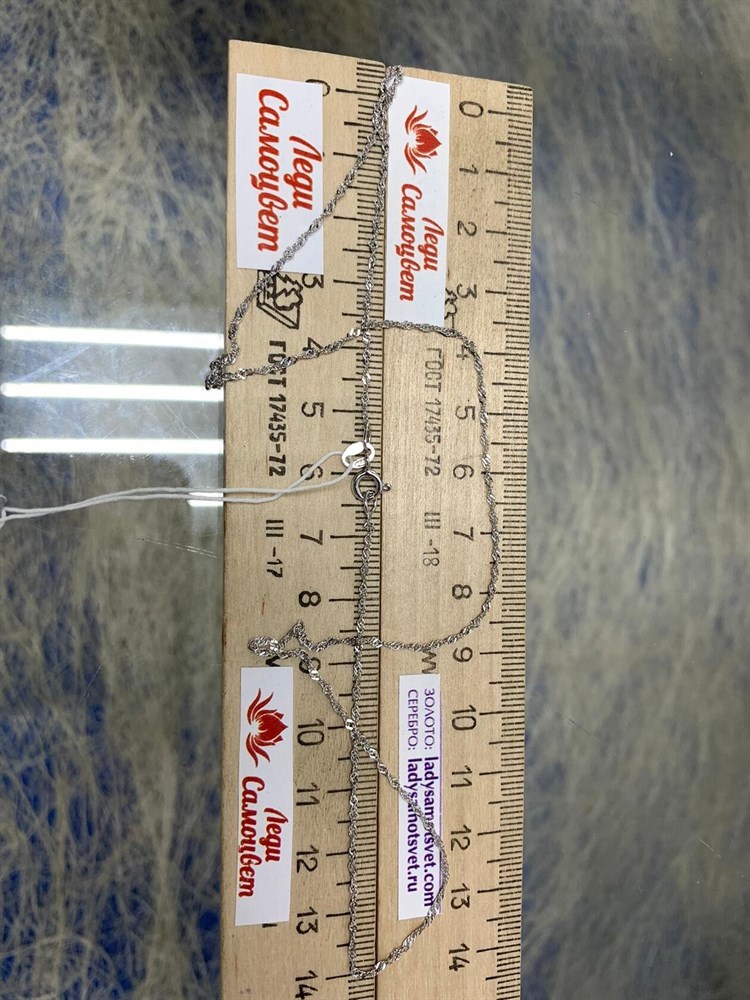 Леди
Самоцвет
Леди
Самоцвет
0
1
2
3
4
5
6
7
8
9
10
11
12
13
14
ГОСТ 17435-72
III -18
3
4
5
6
7
8
9
10
11
12
13
14
ГОСТ 17435-72
III -17
ЗОЛОТО: ladysamotsvet.com
СЕРЕБРО: ladysamotsvet.ru
Леди
Самоцвет